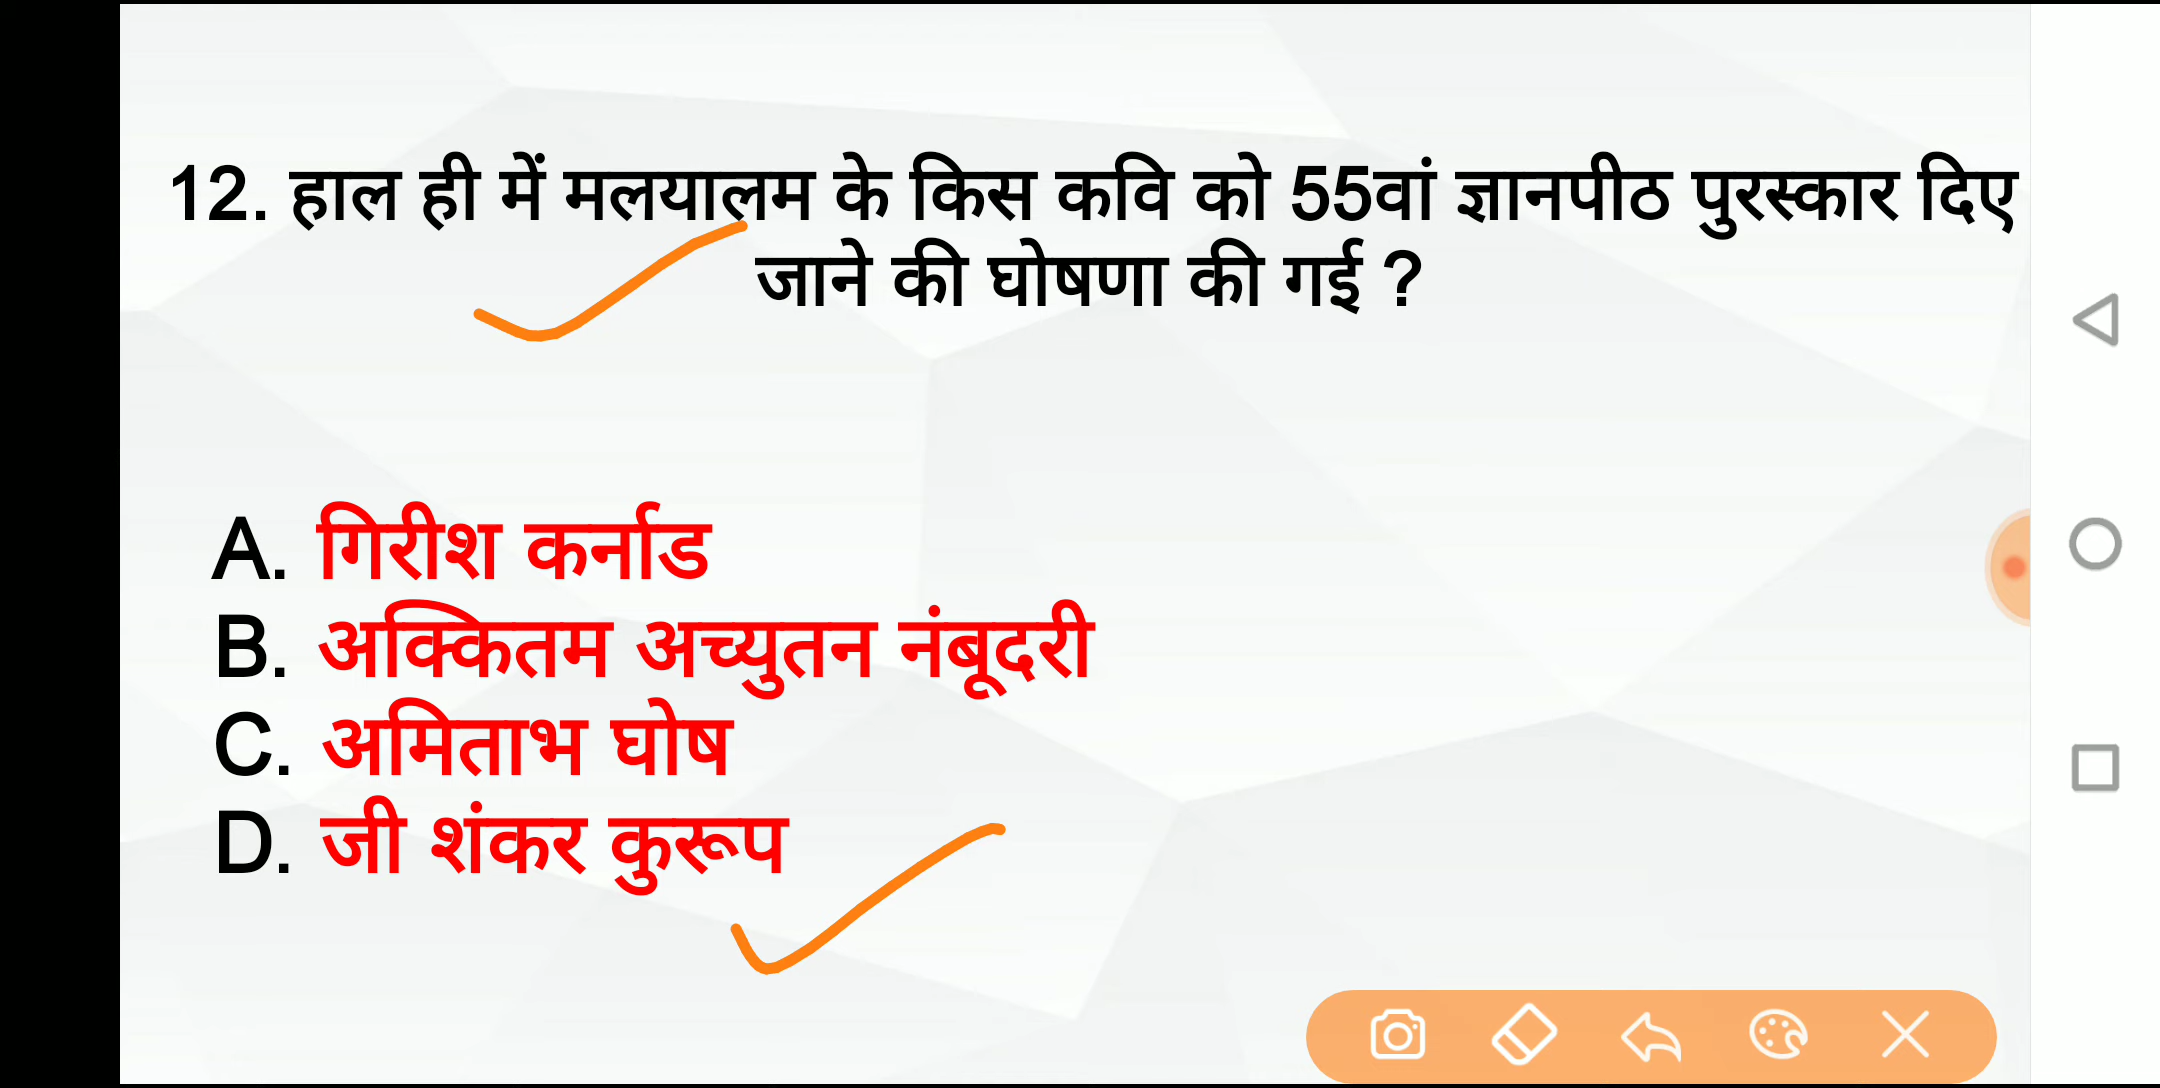 12. हाल ही में मलयालम के किस कवि को 55वां ज्ञानपीठ पुरस्कार दिए
जाने की घोषणा की गई ?
A. गिरीश कर्नाड
B. अक्कितम अच्युतन नंबूदरी
C. अमिताभ घोष
D. जी शंकर कुरूप